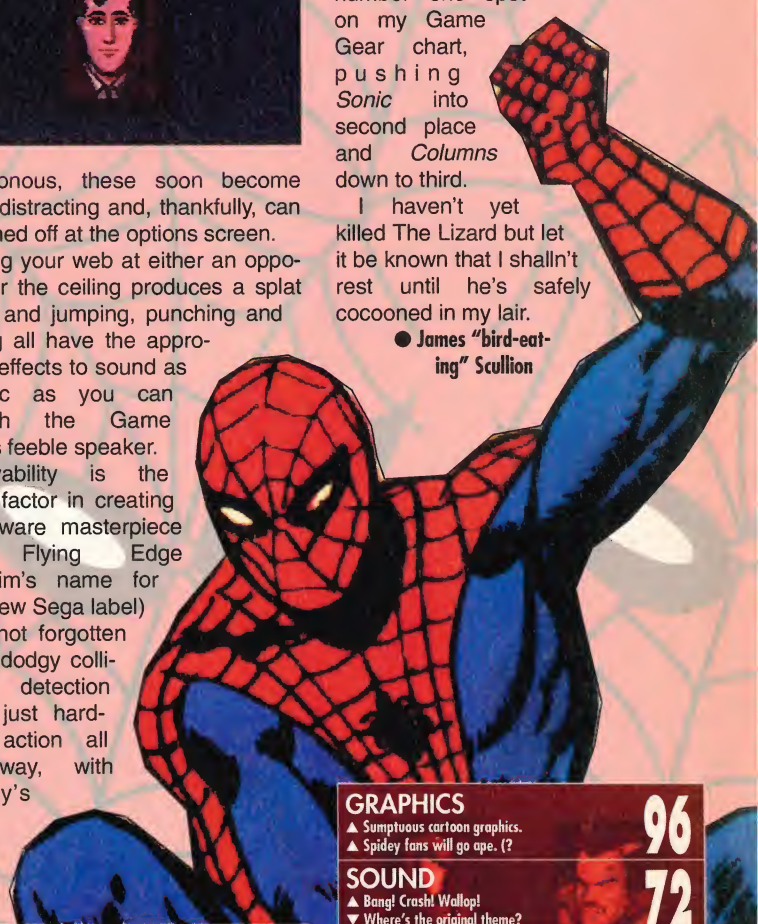 onous, these soon become
distracting and, thankfully, can
ned off at the options screen.
g your web at either an oppo-
r the ceiling produces a splat
and jumping, punching and
g all have the appro-
effects to sound as
c as you can
h the Game
s feeble speaker.
ability is the
factor in creating
ware masterpiece
Flying Edge
im's name for
ew Sega label)
not forgotten
dodgy colli-
detection
just hard-
action all
way, with
y's
number one spot
on my Game
Gear chart,
pushing
Sonic into
second place
and Columns
down to third.
I haven't yet
killed The Lizard but let
it be known that I shalln't
rest until he's safely
cocooned in my lair.
● James "bird-eat-
ing" Scullion
GRAPHICS
▲ Sumptuous cartoon graphics.
▲ Spidey fans will go ape. (?
96
SOUND
▲ Bang! Crash! Wallop!
▼ Where's the original theme?
72